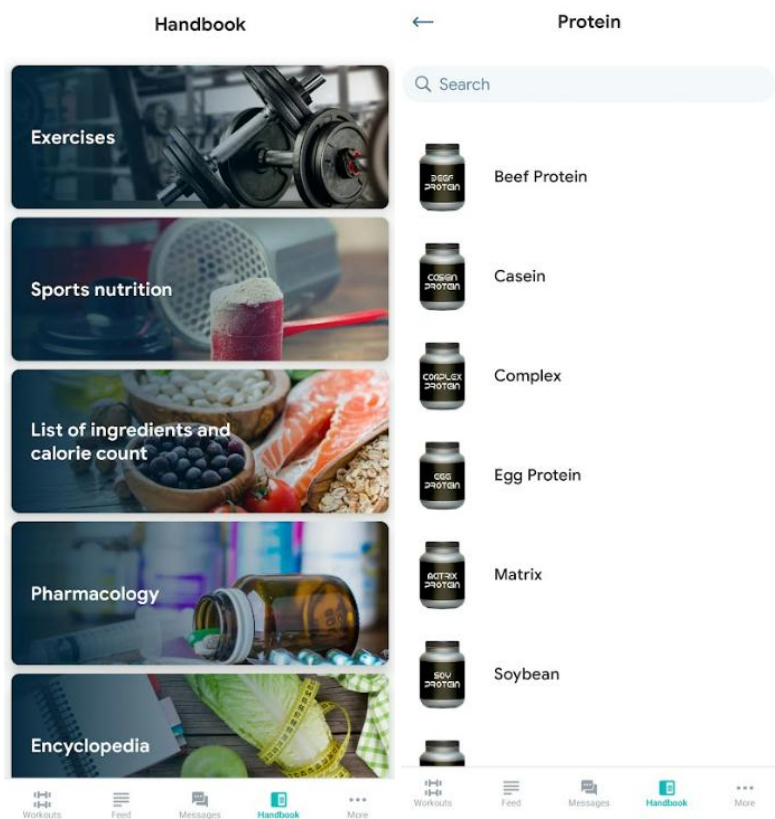 Handbook
Exercises
Sports nutrition
List of ingredients and
calorie count
Pharmacology
Encyclopedia
Workouts
Feed
Messages
Handbook
More
Protein
Search
BEEF
PROTEIN
Beef Protein
CASEIN
PROTEIN
Casein
COMPLEX
PROTEIN
Complex
EGG
PROTEIN
Egg Protein
MATRIX
PROTEIN
Matrix
SOY
PROTEIN
Soybean
Workouts
Feed
Messages
Handbook
More